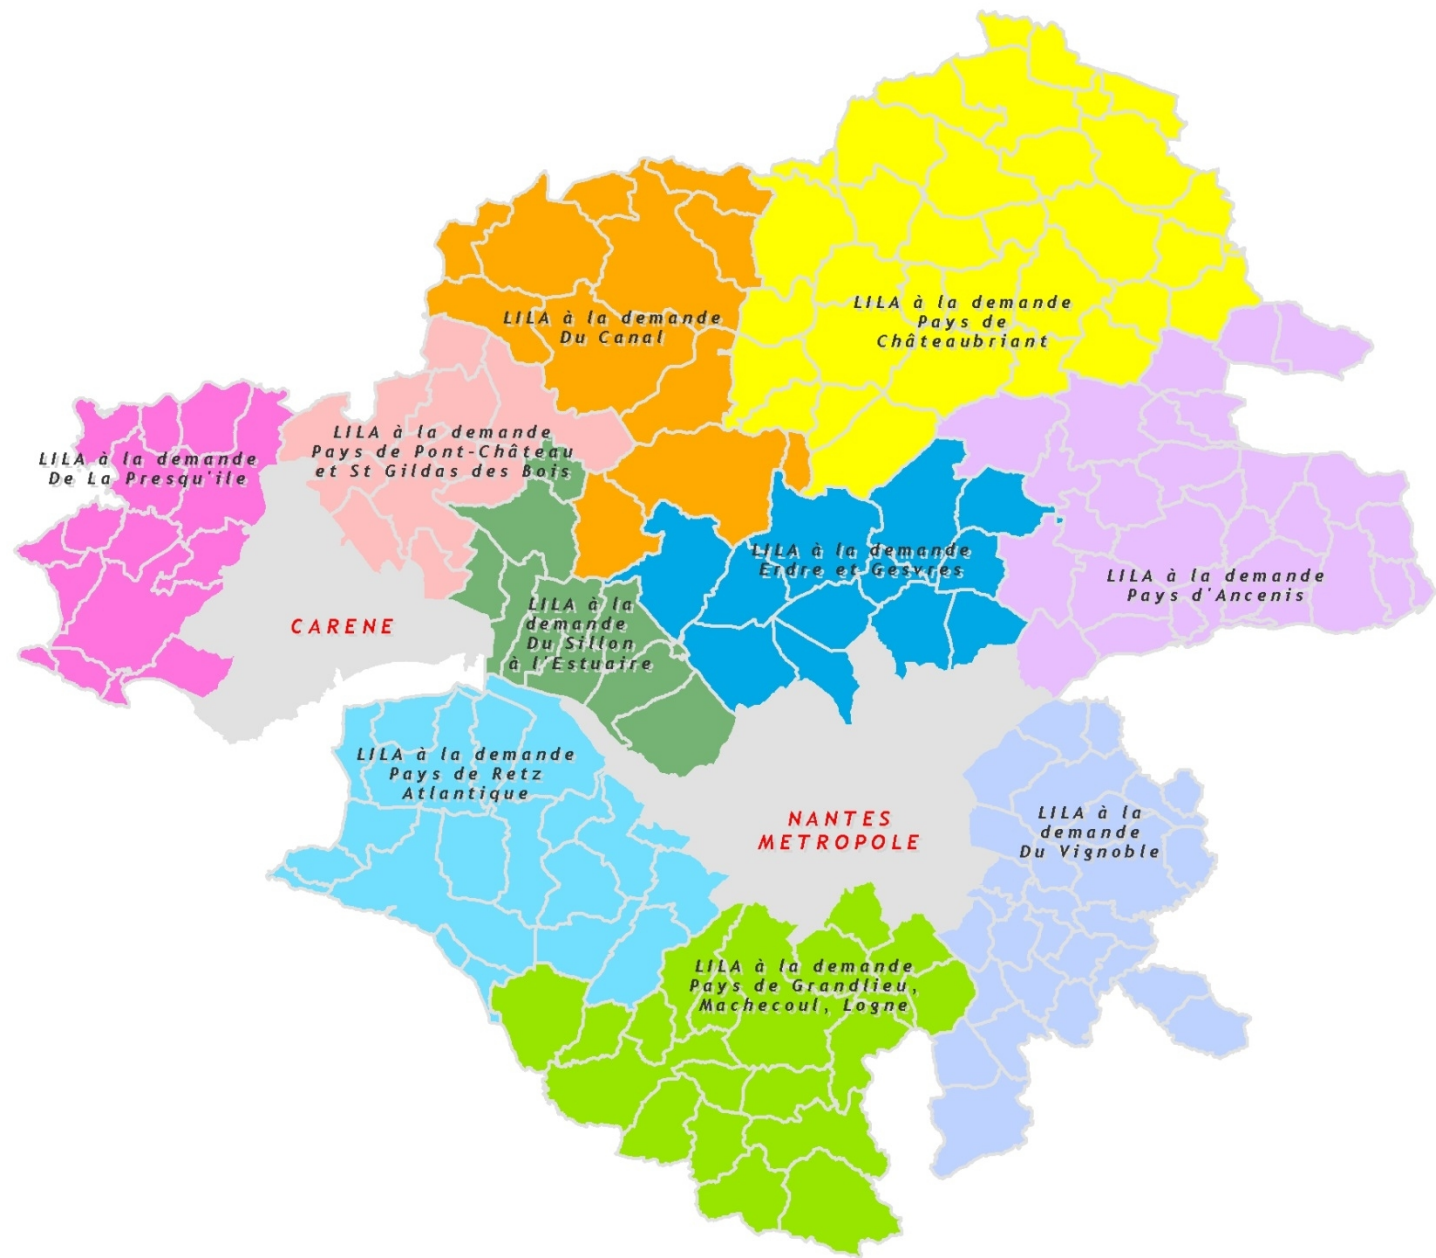 LILA à la demande
Pays de
Châteaubriant
LILA à la demande
Du Canal
LILA à la demande
Pays de Pont-Château
et St Gildas des Bois
LILA à la demande
De La Presqu'ile
LILA à la demande
Erdre et Gesvres
LILA à la demande
Pays d'Ancenis
LILA à la
demande
Du Sillon
à l'Estuaire
CARENE
LILA à la demande
Pays de Retz
Atlantique
NANTES
METROPOLE
LILA à la
demande
Du Vignoble
LILA à la demande
Pays de Grandlieu,
Machecoul, Logne